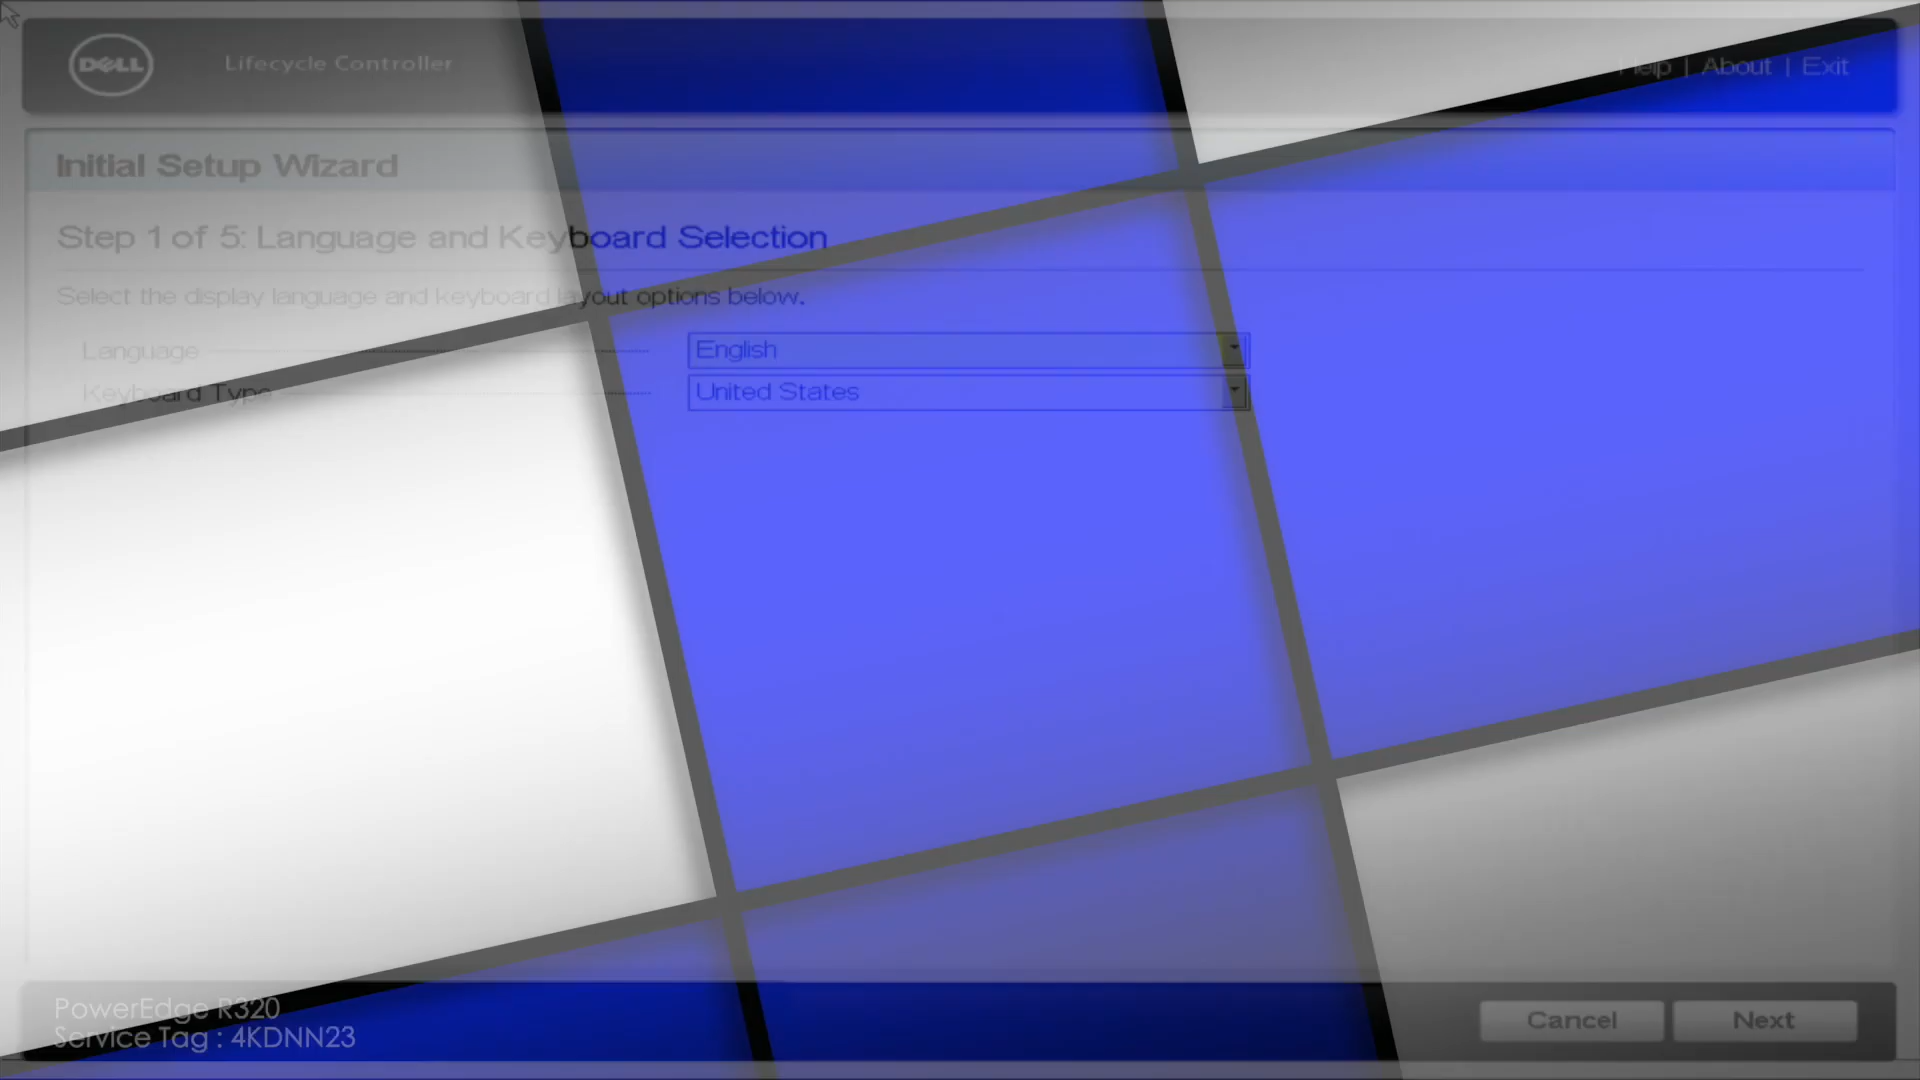 DELL
Lifecycle Controller
Help | About | Exit
Initial Setup Wizard
Step 1 of 5: Language and Keyboard Selection
Select the display language and keyboard layout options below.
Language English
Keyboard Type United States
PowerEdge R320
Service Tag : 4KDNN23
Cancel Next